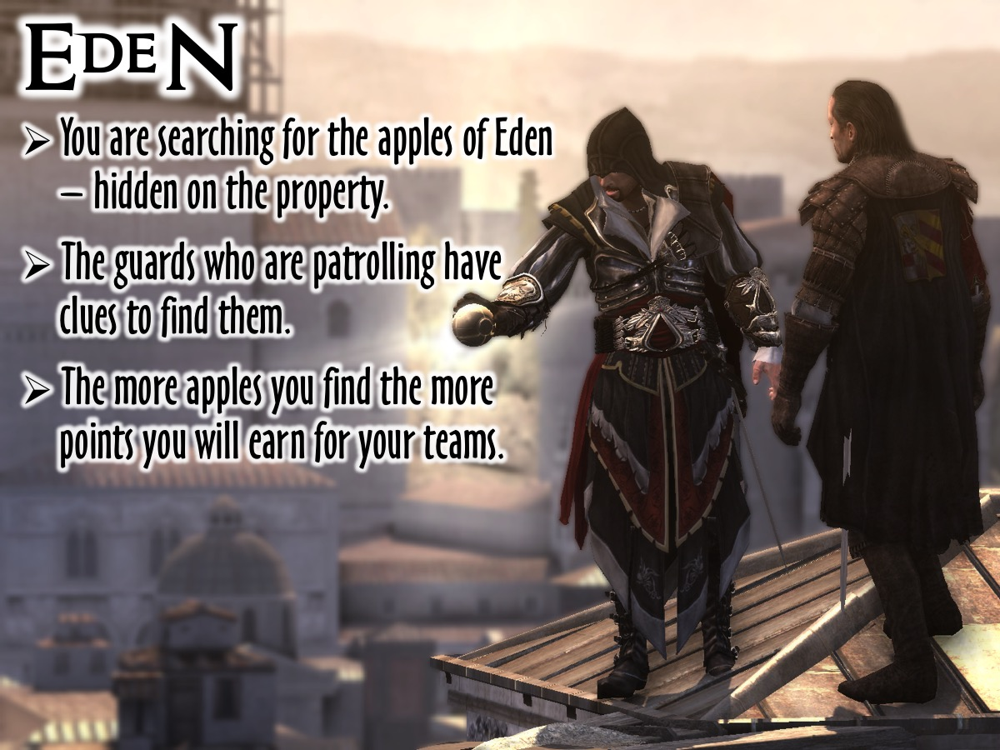 EDEN
➢ You are searching for the apples of Eden
– hidden on the property.
➢ The guards who are patrolling have
clues to find them.
➢ The more apples you find the more
points you will earn for your teams.